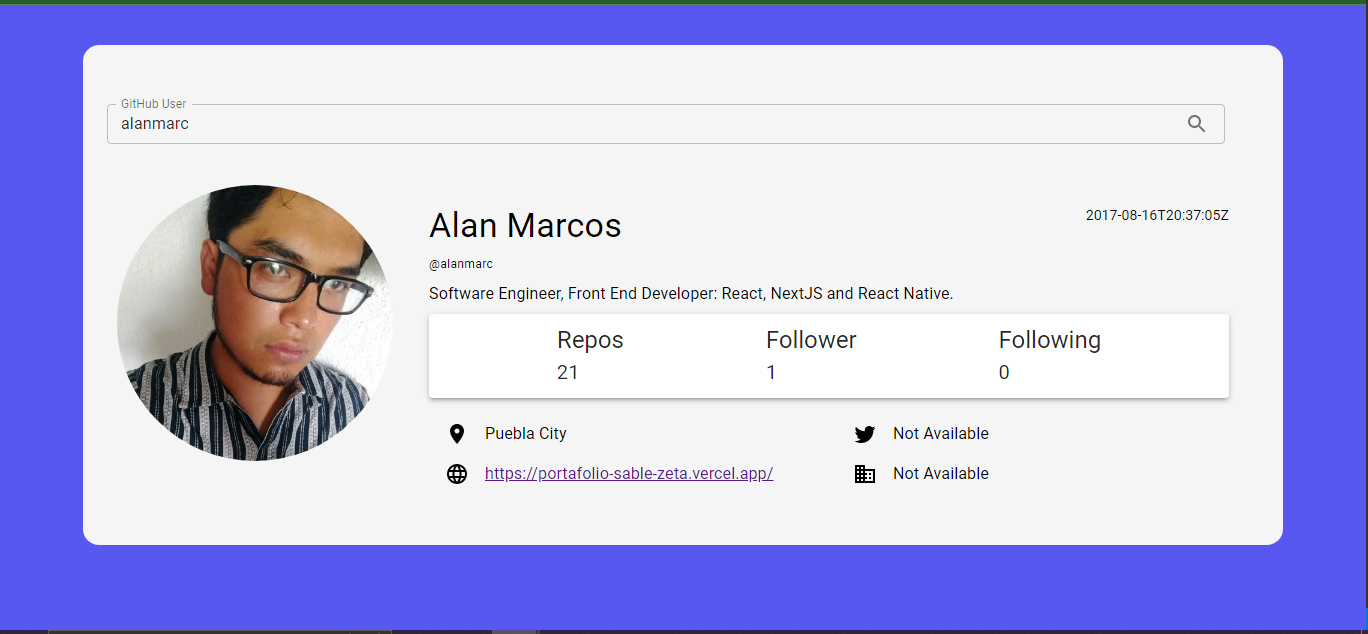 GitHub User
alanmarc
Alan Marcos
2017-08-16T20:37:05Z
@alanmarc
Software Engineer, Front End Developer: React, NextJS and React Native.
Repos Follower Following
21 1 0
Puebla City Not Available
https://portafolio-sable-zeta.vercel.app/ Not Available